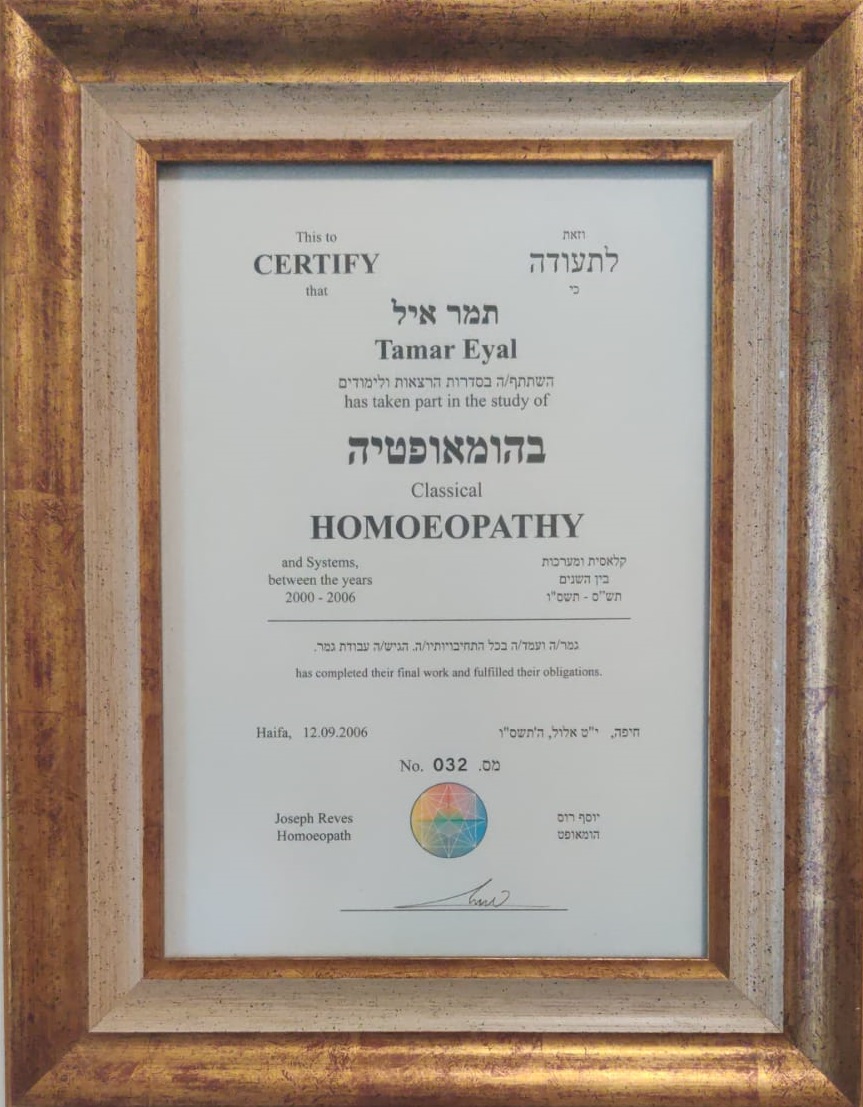 This to
CERTIFY
that
וזאת
לתעודה
כי
תמר איל
Tamar Eyal
השתתף/ה בסדרות הרצאות ולימודים
has taken part in the study of
בהומאופטיה
Classical
HOMOEOPATHY
and Systems,
between the years
2000 - 2006
קלאסית ומערכות
בין השנים
תש"ס - תשס"ו
גמר/ה ועמד/ה בכל התחיבויותיו/ה. הגיש/ה עבודת גמר.
has completed their final work and fulfilled their obligations.
Haifa, 12.09.2006
חיפה, י"ט אלול, ה'תשס"ו
No. 032 מס.
Joseph Reves
Homoeopath
יוסף רוס
הומאופט